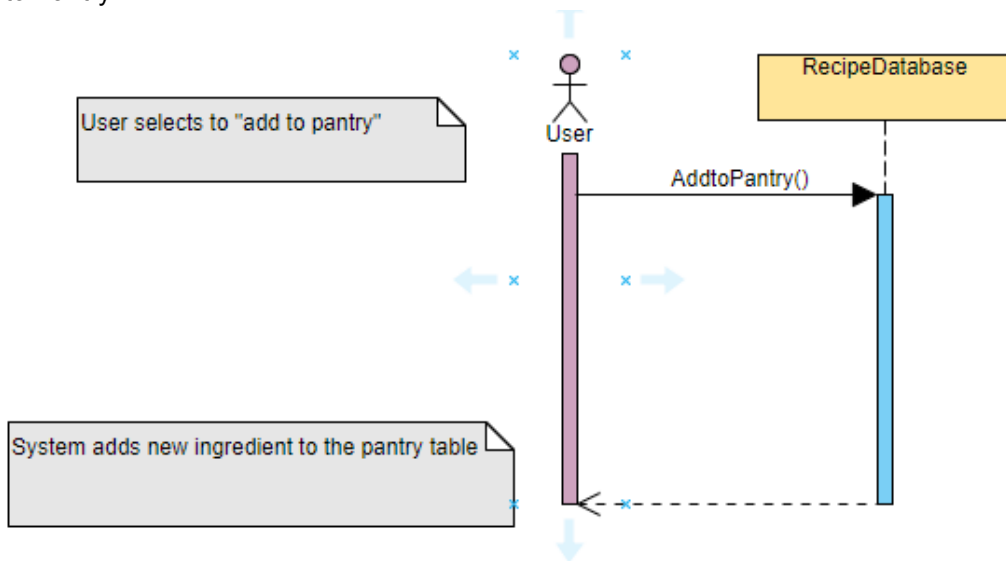 User selects to "add to pantry"
User
RecipeDatabase
AddtoPantry()
System adds new ingredient to the pantry table